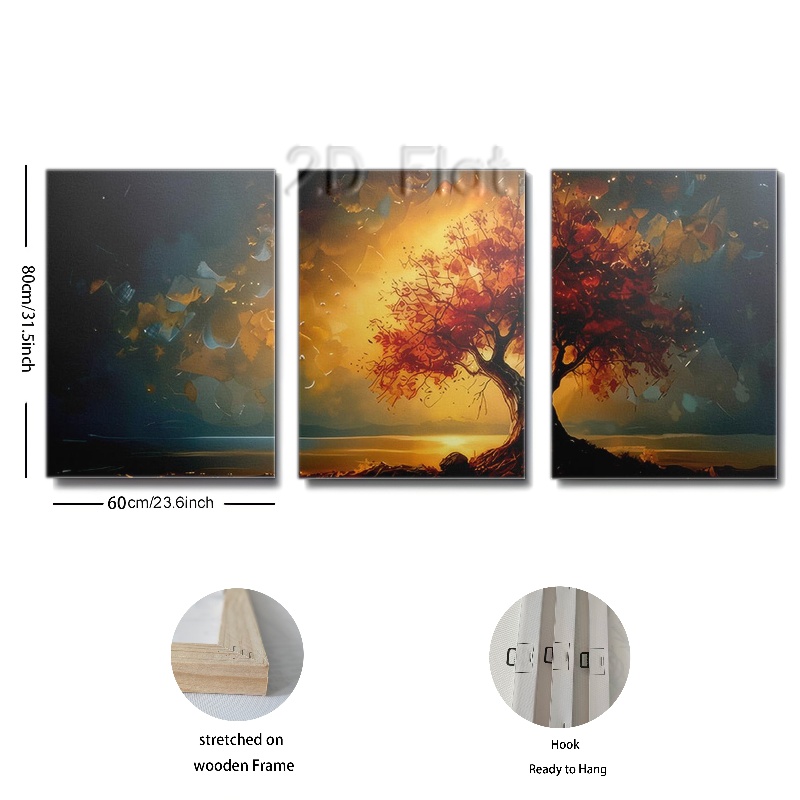 2D Flat
80cm/31.5inch
60cm/23.6inch
stretched on
wooden Frame
Hook
Ready to Hang